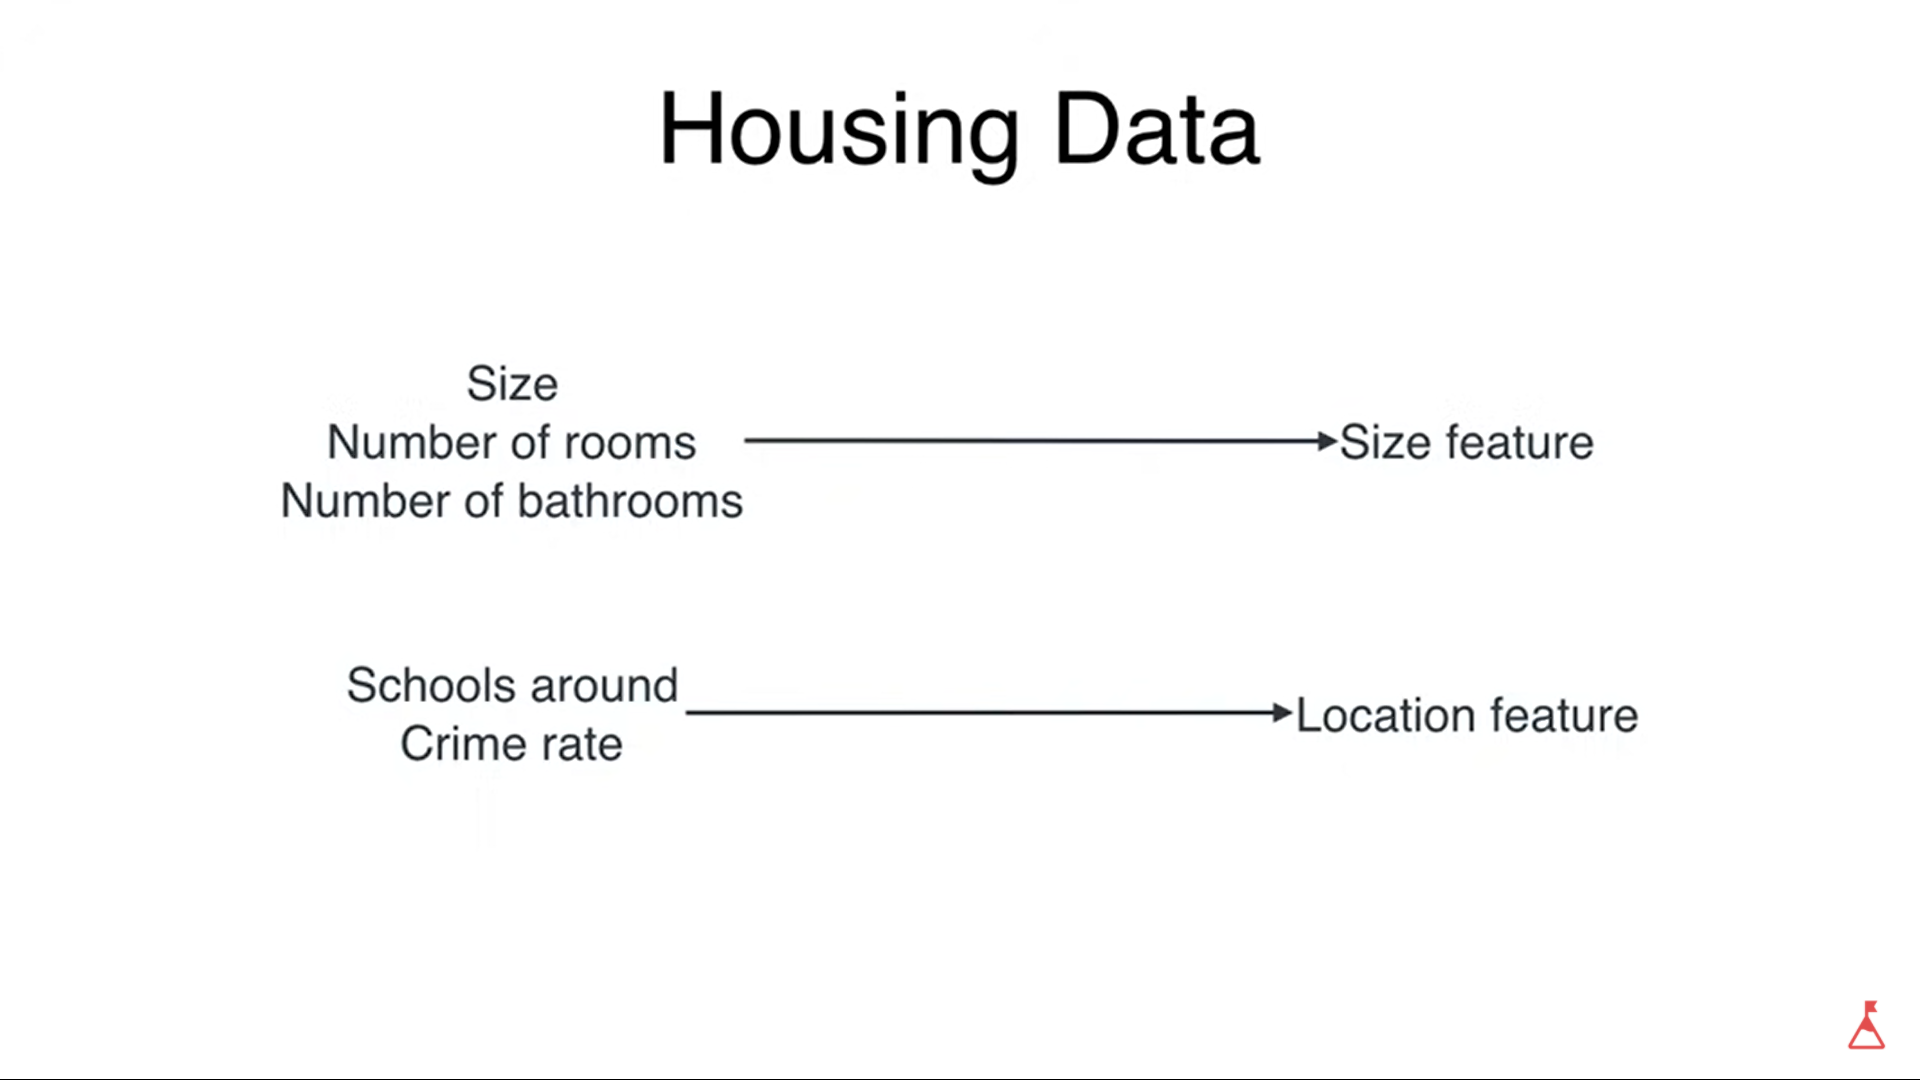 Housing Data
Size
Number of rooms
Number of bathrooms
Size feature
Schools around
Crime rate
Location feature